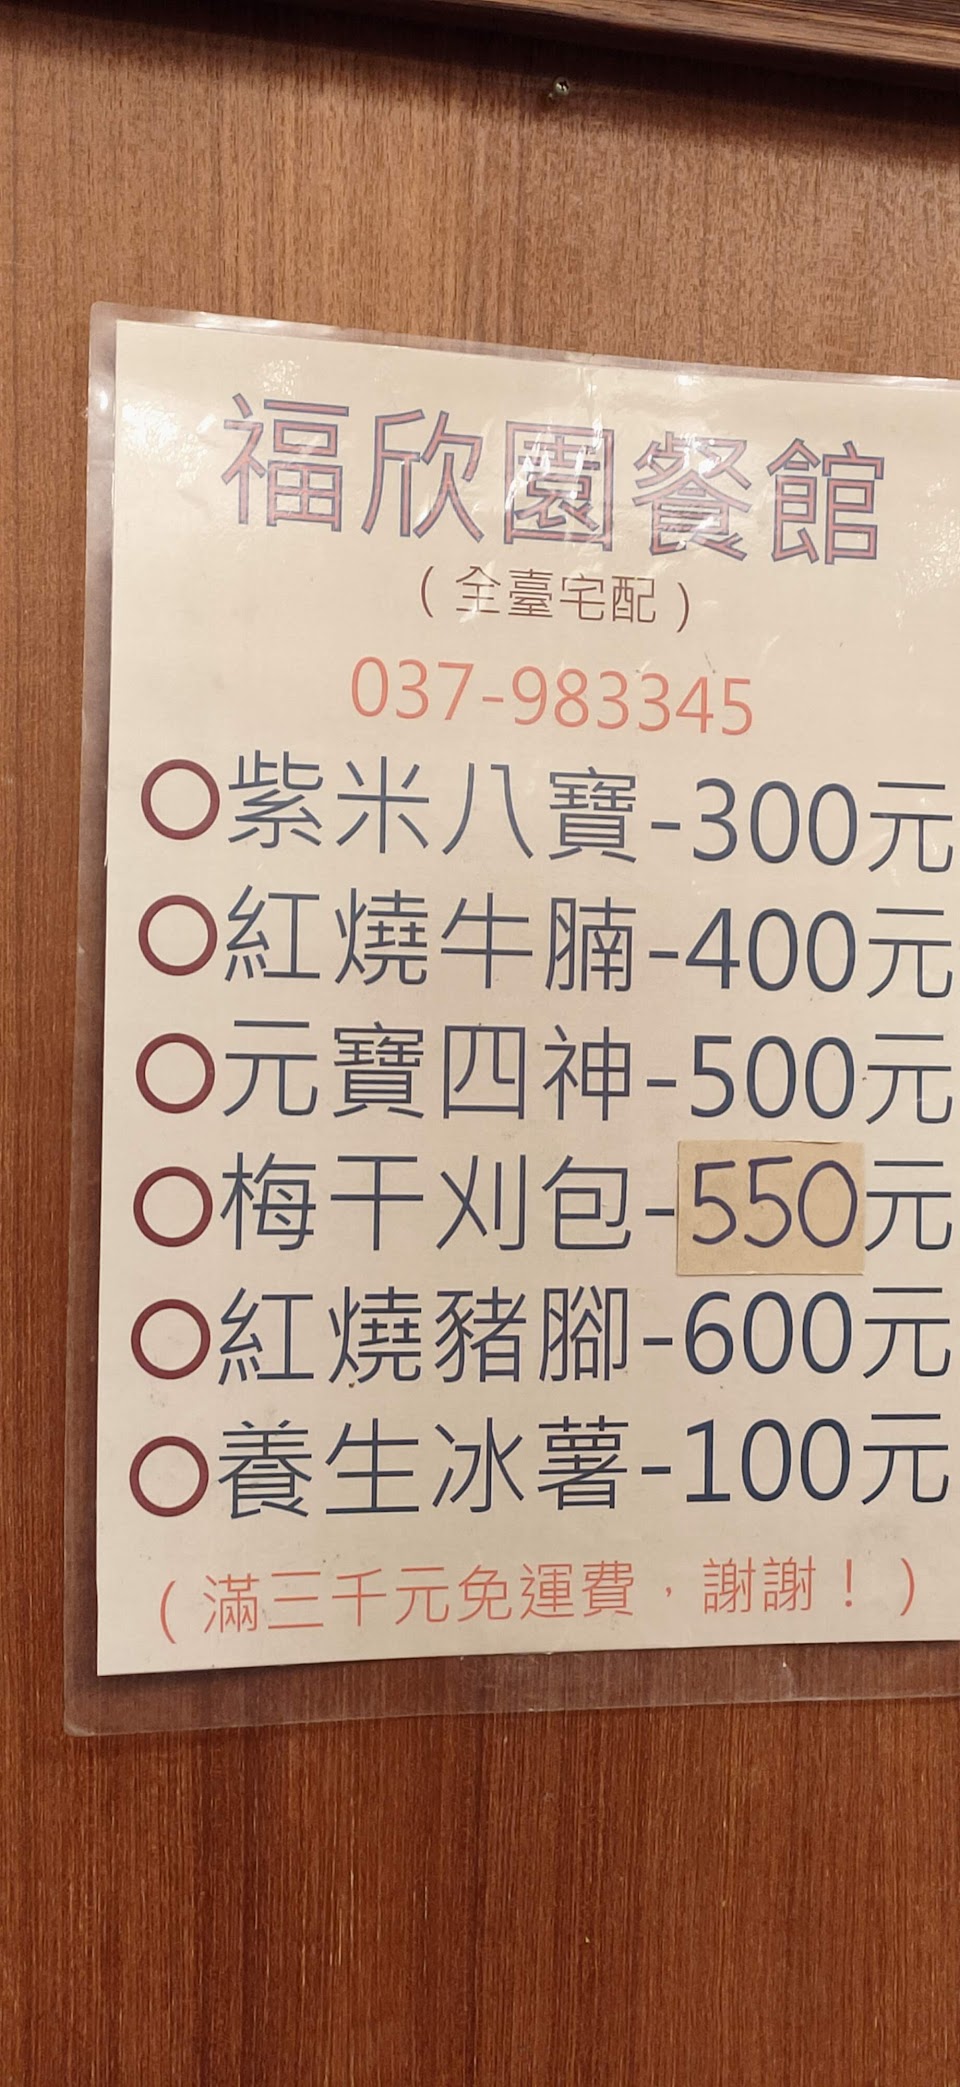 福欣園餐館
(全臺宅配)
037-983345
○紫米八寶-300元
○紅燒牛腩-400元
○元寶四神-500元
○梅干刈包-550元
○紅燒豬腳-600元
○養生冰薯-100元
(滿三千元免運費,謝謝!)